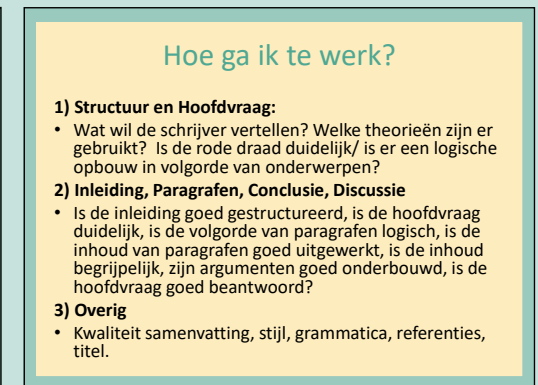 Hoe ga ik te werk?
1) Structuur en Hoofdvraag:
• Wat wil de schrijver vertellen? Welke theorieën zijn er
gebruikt?  Is de rode draad duidelijk/ is er een logische
opbouw in volgorde van onderwerpen?
2) Inleiding, Paragrafen, Conclusie, Discussie
• Is de inleiding goed gestructureerd, is de hoofdvraag
duidelijk, is de volgorde van paragrafen logisch, is de
inhoud van paragrafen goed uitgewerkt, is de inhoud
begrijpelijk, zijn argumenten goed onderbouwd, is de
hoofdvraag goed beantwoord?
3) Overig
• Kwaliteit samenvatting, stijl, grammatica, referenties,
titel.